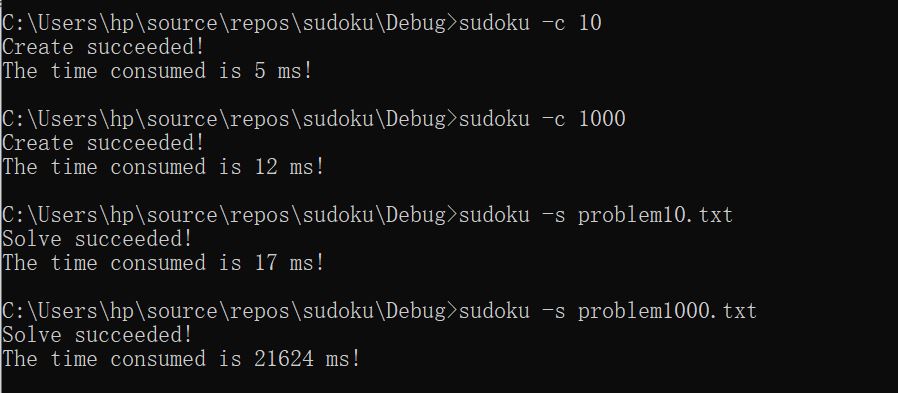 C:\Users\hp\source\repos\sudoku\Debug>sudoku -c 10
Create succeeded!
The time consumed is 5 ms!
C:\Users\hp\source\repos\sudoku\Debug>sudoku -c 1000
Create succeeded!
The time consumed is 12 ms!
C:\Users\hp\source\repos\sudoku\Debug>sudoku -s problem10.txt
Solve succeeded!
The time consumed is 17 ms!
C:\Users\hp\source\repos\sudoku\Debug>sudoku -s problem1000.txt
Solve succeeded!
The time consumed is 21624 ms!